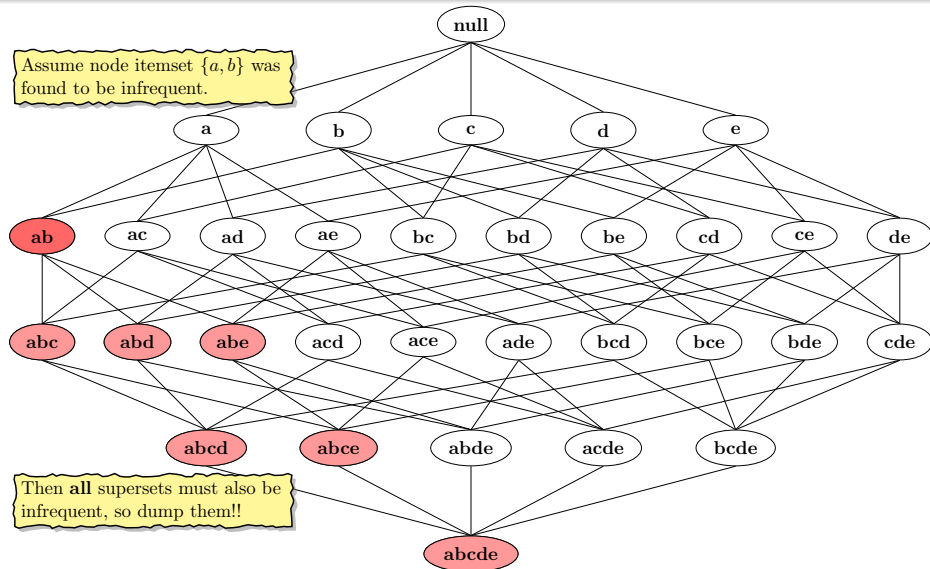 null
Assume node itemset {a, b} was
found to be infrequent.
a b c d e
ab ac ad ae bc bd be cd ce de
abc abd abe acd ace ade bcd bce bde cde
abcd abce abde acde bcde
Then all supersets must also be
infrequent, so dump them!!
abcde